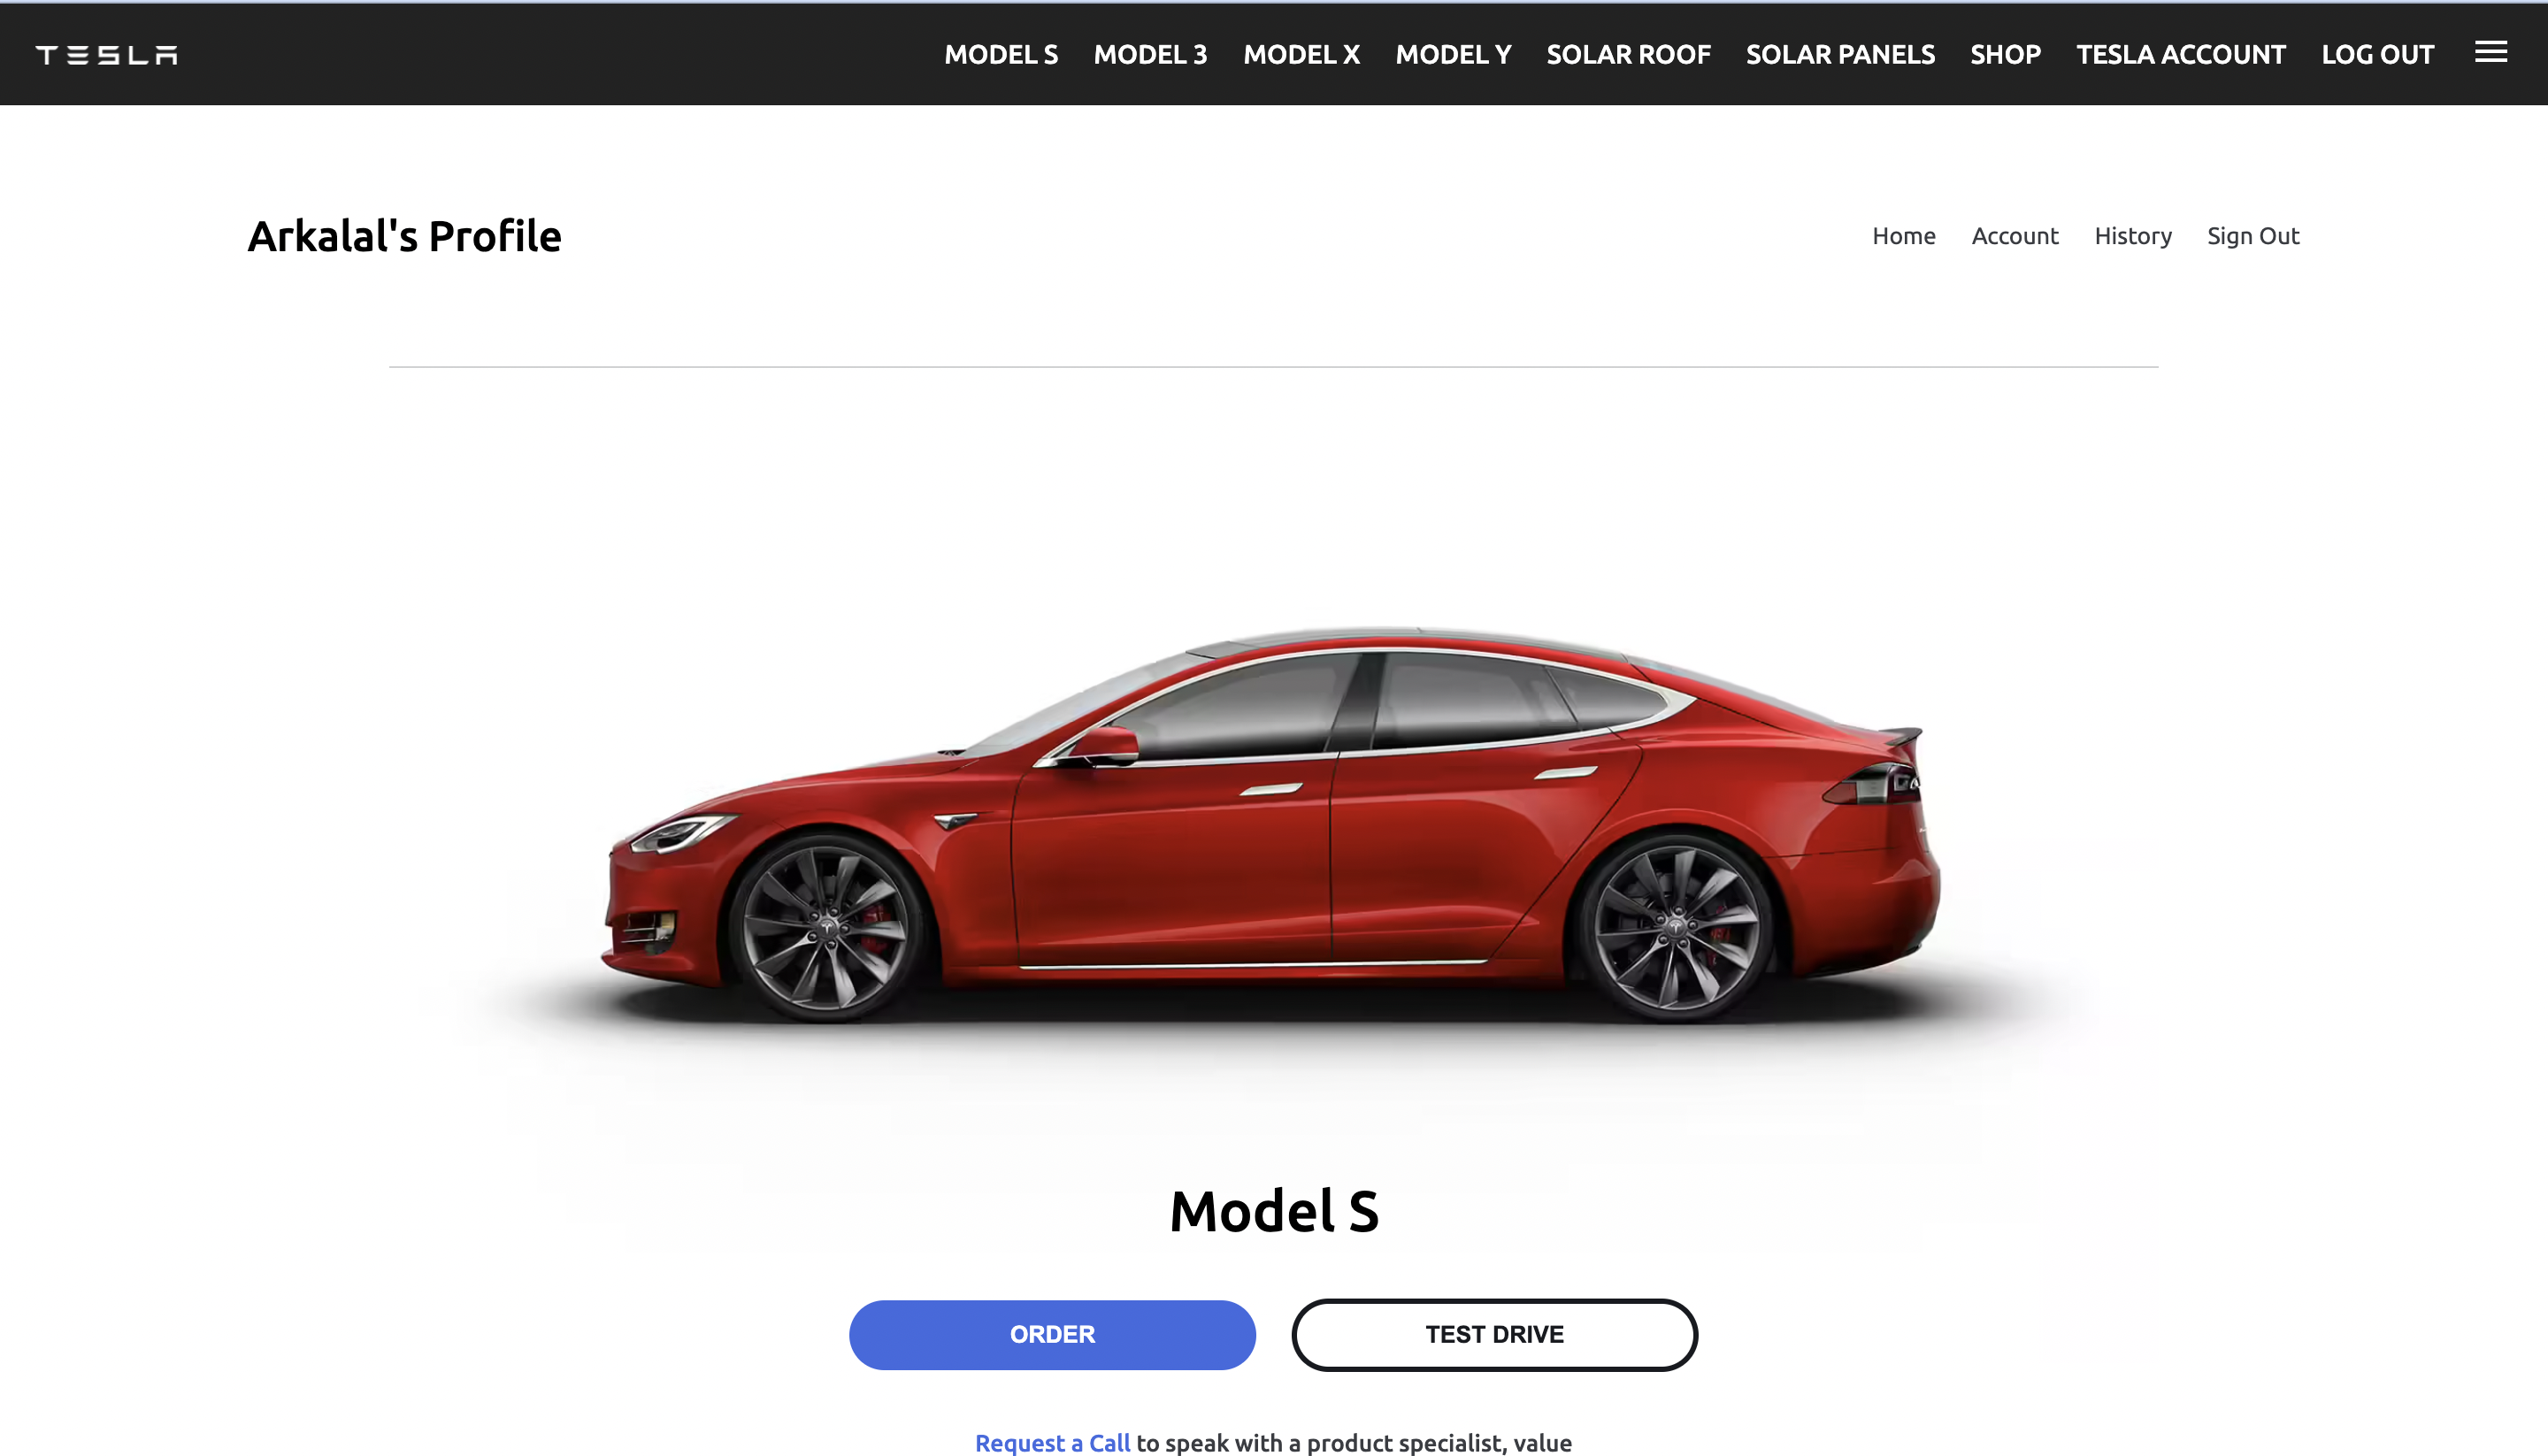 TESLA MODEL S MODEL 3 MODEL X MODEL Y SOLAR ROOF SOLAR PANELS SHOP TESLA ACCOUNT LOG OUT
Arkalal's Profile Home Account History Sign Out
Model S
ORDER TEST DRIVE
Request a Call to speak with a product specialist, value